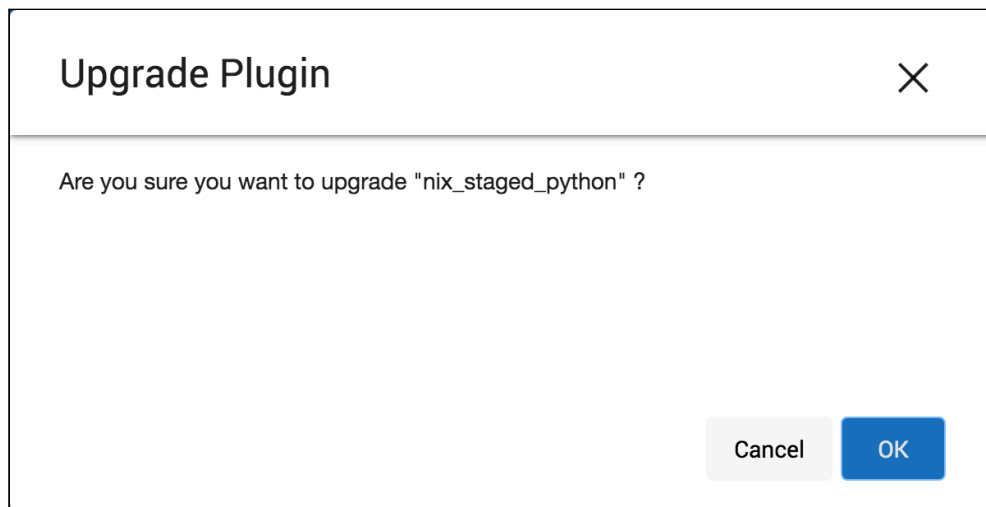 Upgrade Plugin
Are you sure you want to upgrade "nix_staged_python" ?
Cancel
OK